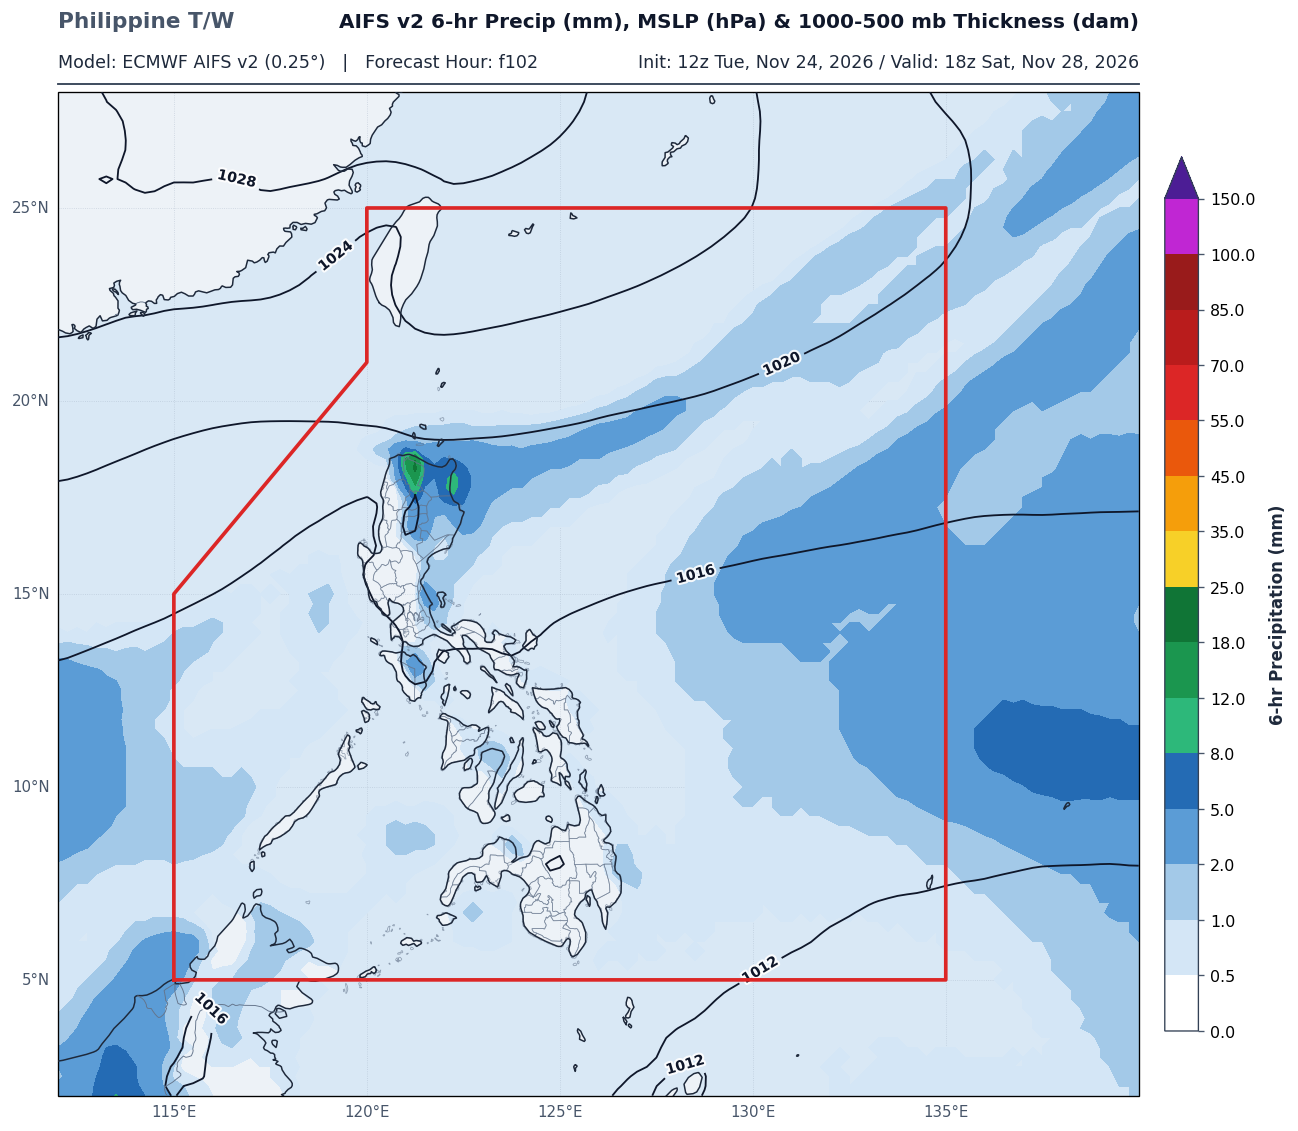 Philippine T/W
AIFS v2 6-hr Precip (mm), MSLP (hPa) & 1000-500 mb Thickness (dam)
Model: ECMWF AIFS v2 (0.25°) | Forecast Hour: f102
Init: 12z Tue, Nov 24, 2026 / Valid: 18z Sat, Nov 28, 2026
1028
1024
1020
1016
1012
1016
1012
25°N
20°N
15°N
10°N
5°N
115°E
120°E
125°E
130°E
135°E
150.0
100.0
85.0
70.0
55.0
45.0
35.0
25.0
18.0
12.0
8.0
5.0
2.0
1.0
0.5
0.0
6-hr Precipitation (mm)